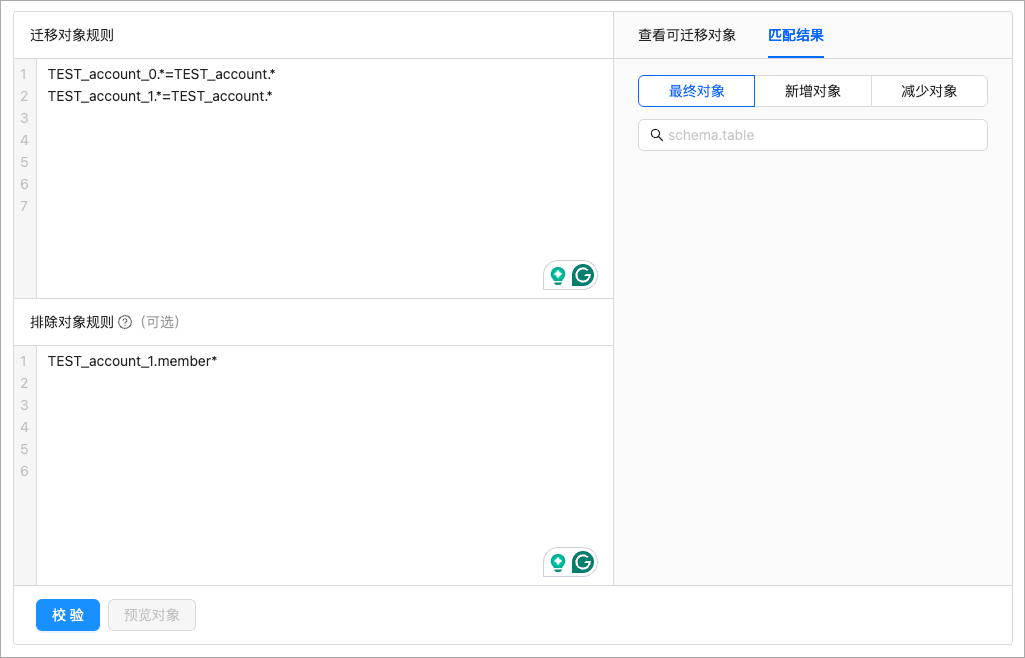 迁移对象规则
1 TEST_account_0.*=TEST_account.*
2 TEST_account_1.*=TEST_account.*
3
4
5
6
7
排除对象规则 ? (可选)
1 TEST_account_1.member*
2
3
4
5
6
校 验 预览对象
查看可迁移对象 匹配结果
最终对象 新增对象 减少对象
schema.table